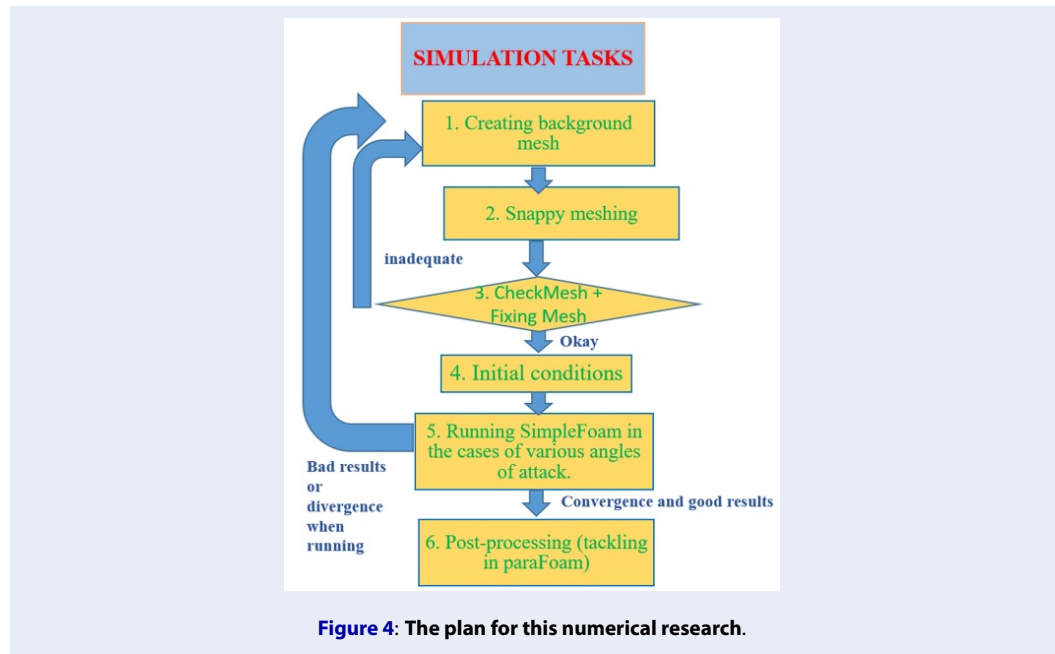 SIMULATION TASKS
1. Creating background
mesh
2. Snappy meshing
inadequate
3. CheckMesh +
Fixing Mesh
Okay
4. Initial conditions
5. Running SimpleFoam in
the cases of various angles
of attack.
Bad results
or
divergence
when
running
Convergence and good results
6. Post-processing (tackling
in paraFoam)
Figure 4: The plan for this numerical research.